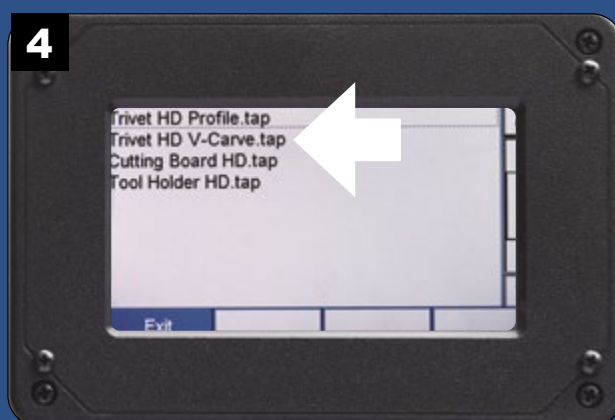 4
Trivet HD Profile.tap
Trivet HD V-Carve.tap
Cutting Board HD.tap
Tool Holder HD.tap
Exit